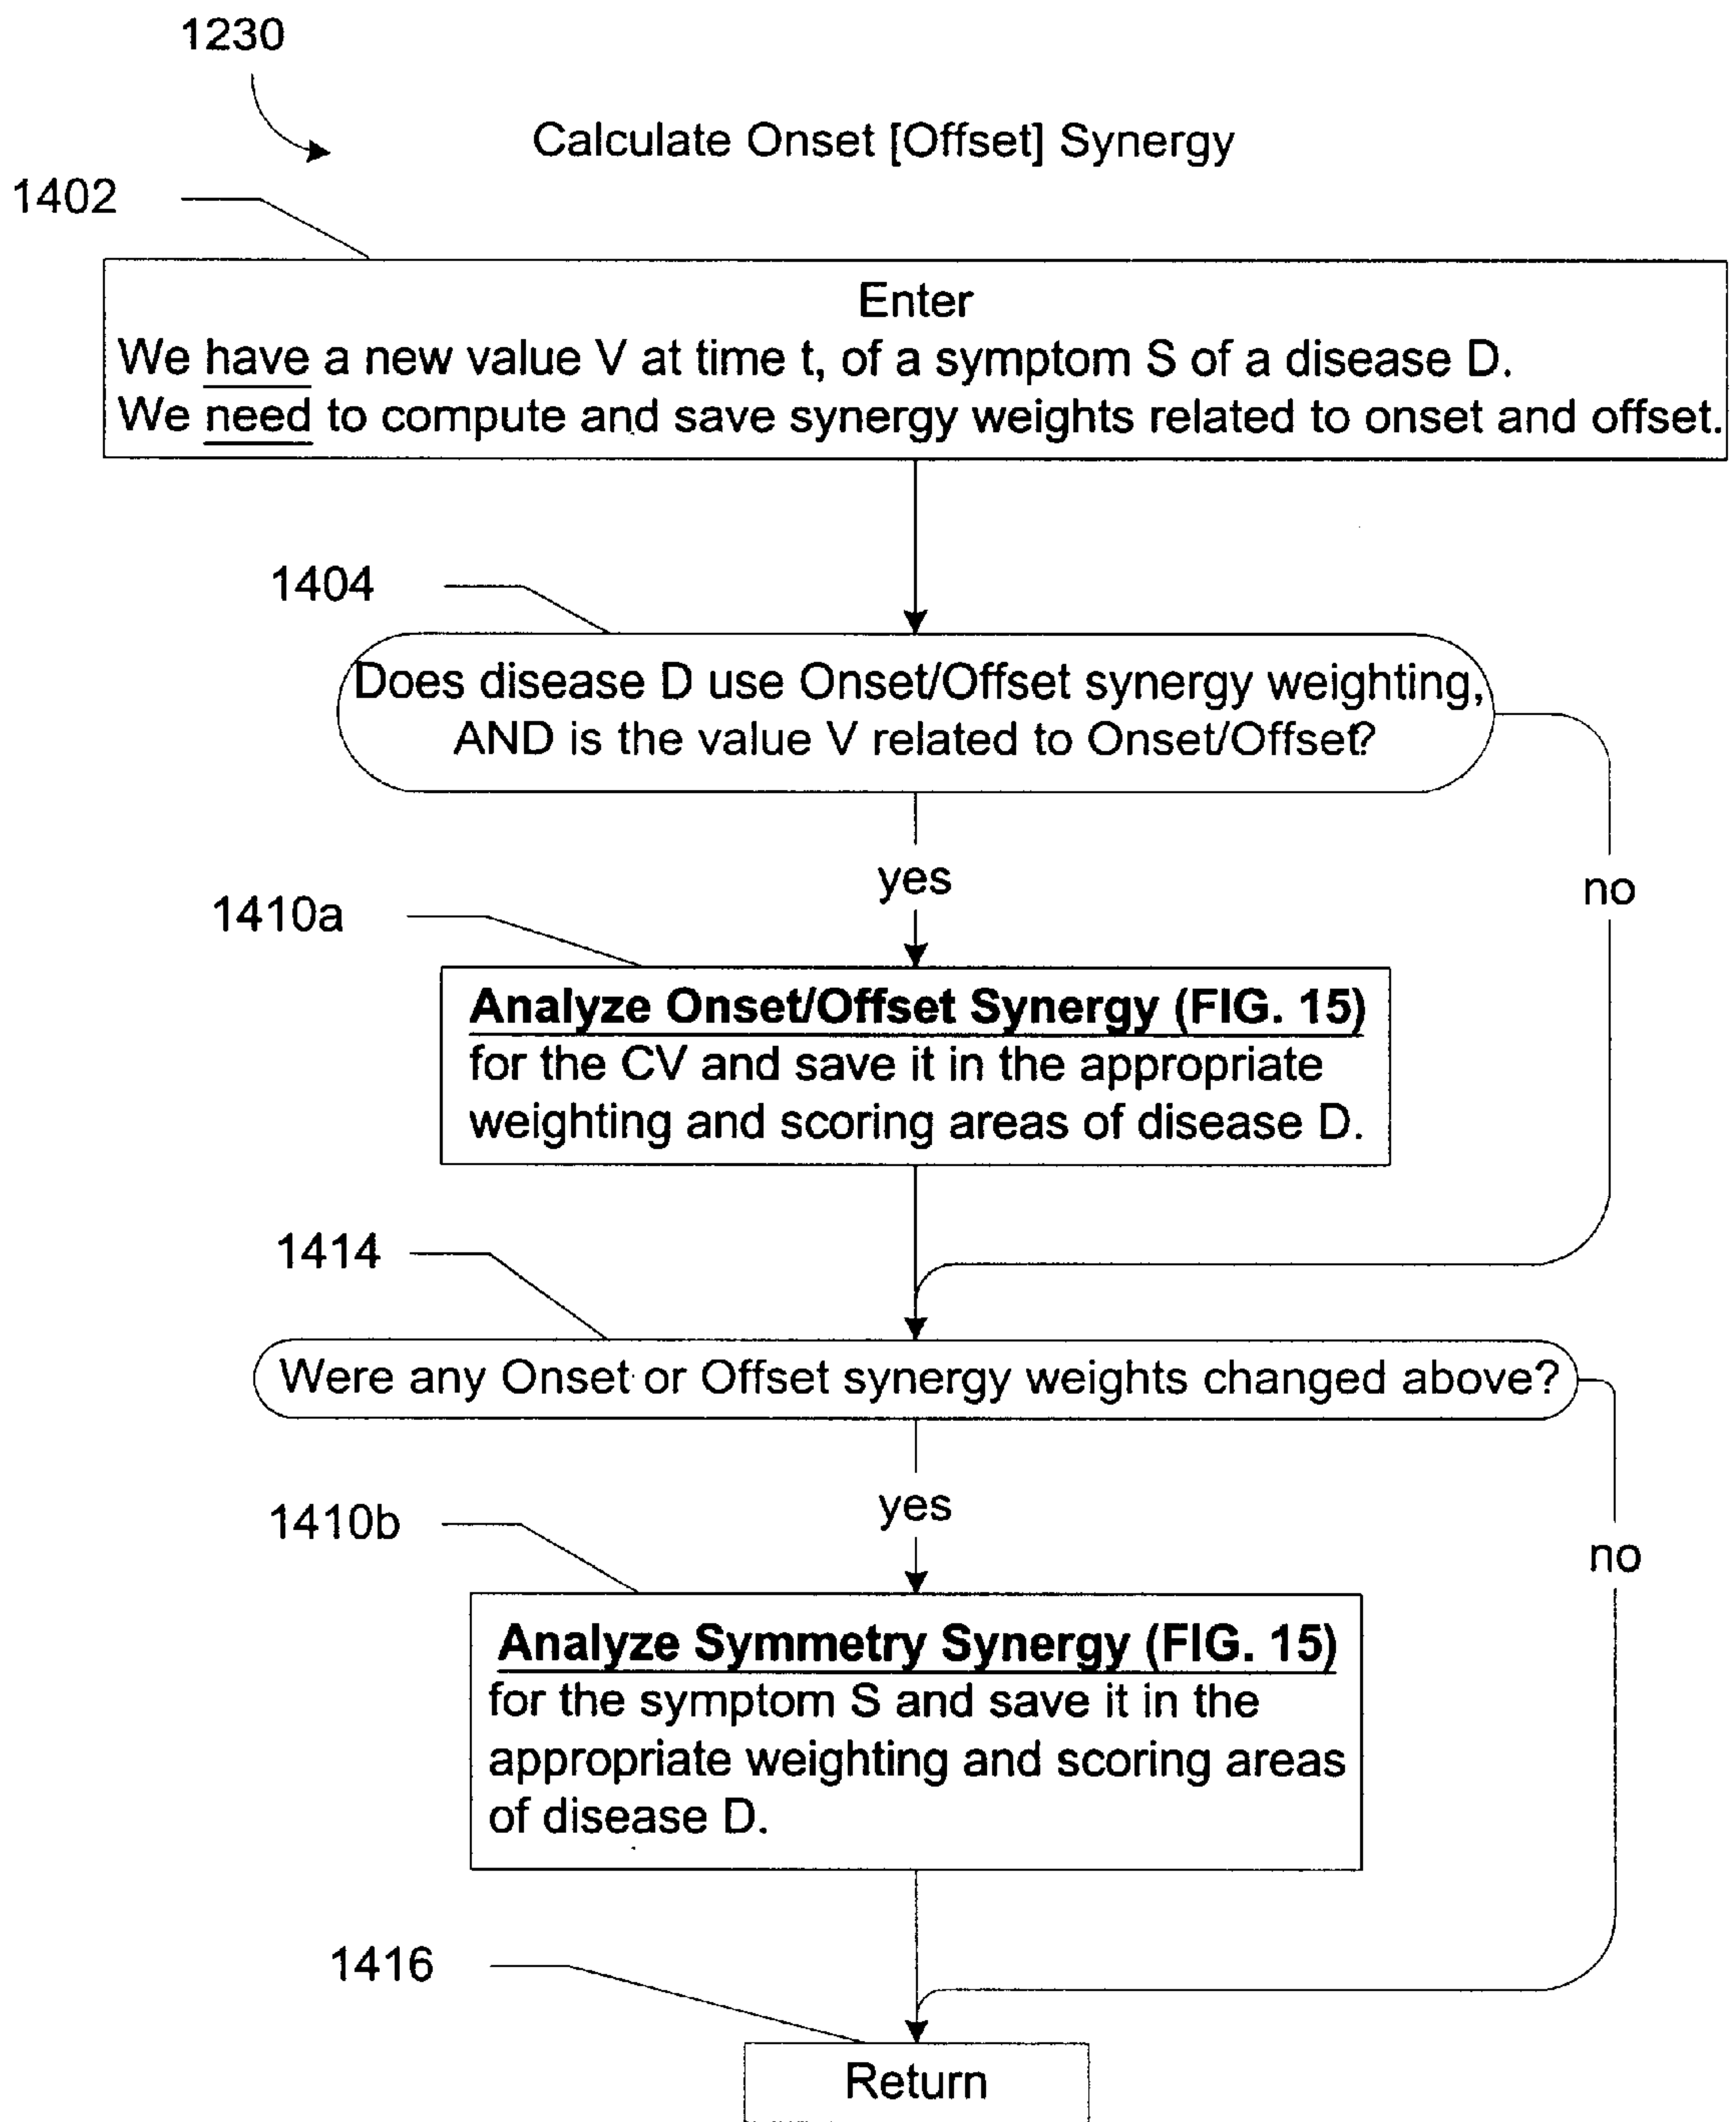 1230
Calculate Onset [Offset] Synergy
1402
Enter
We have a new value V at time t, of a symptom S of a disease D.
We need to compute and save synergy weights related to onset and offset.
1404
Does disease D use Onset/Offset synergy weighting,
AND is the value V related to Onset/Offset?
yes
no
1410a
Analyze Onset/Offset Synergy (FIG. 15)
for the CV and save it in the appropriate
weighting and scoring areas of disease D.
1414
Were any Onset or Offset synergy weights changed above?
yes
no
1410b
Analyze Symmetry Synergy (FIG. 15)
for the symptom S and save it in the
appropriate weighting and scoring areas
of disease D.
1416
Return